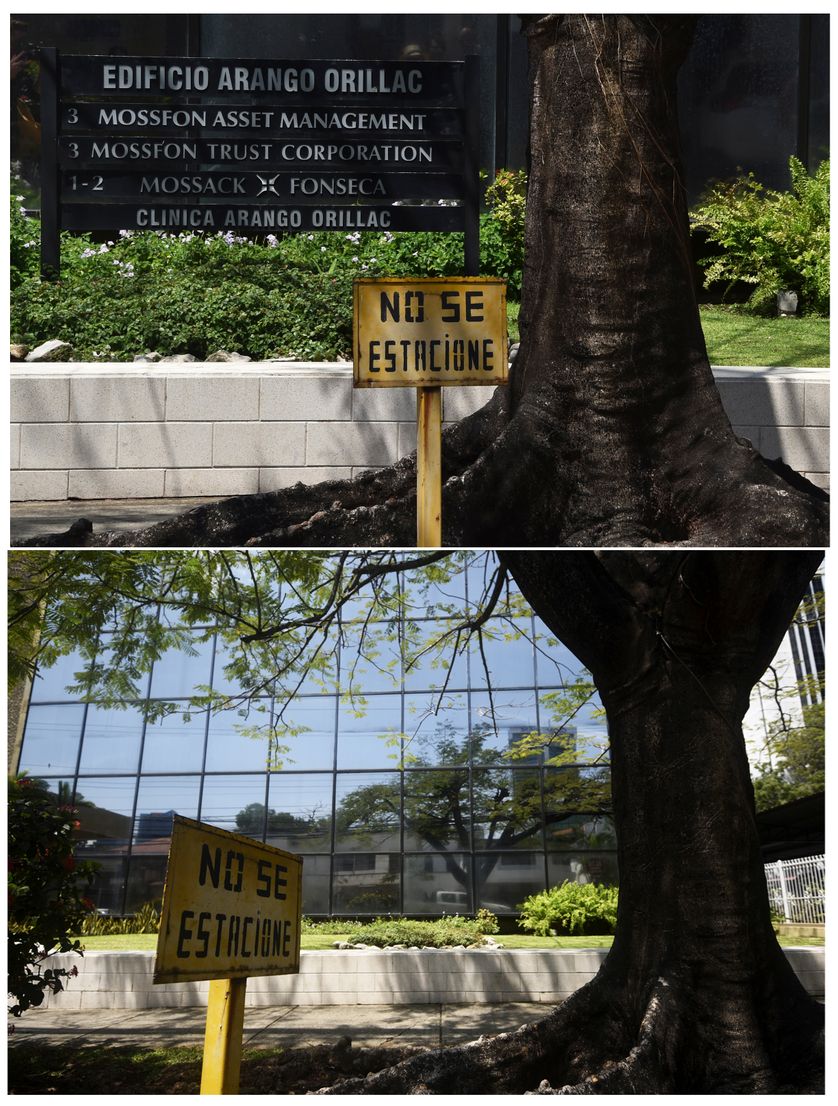 EDIFICIO ARANGO ORILLAC
3 MOSSFON ASSET MANAGEMENT
3 MOSSFON TRUST CORPORATION
1-2 MOSSACK FONSECA
CLINICA ARANGO ORILLAC
NO SE
ESTACIONE
NO SE
ESTACIONE